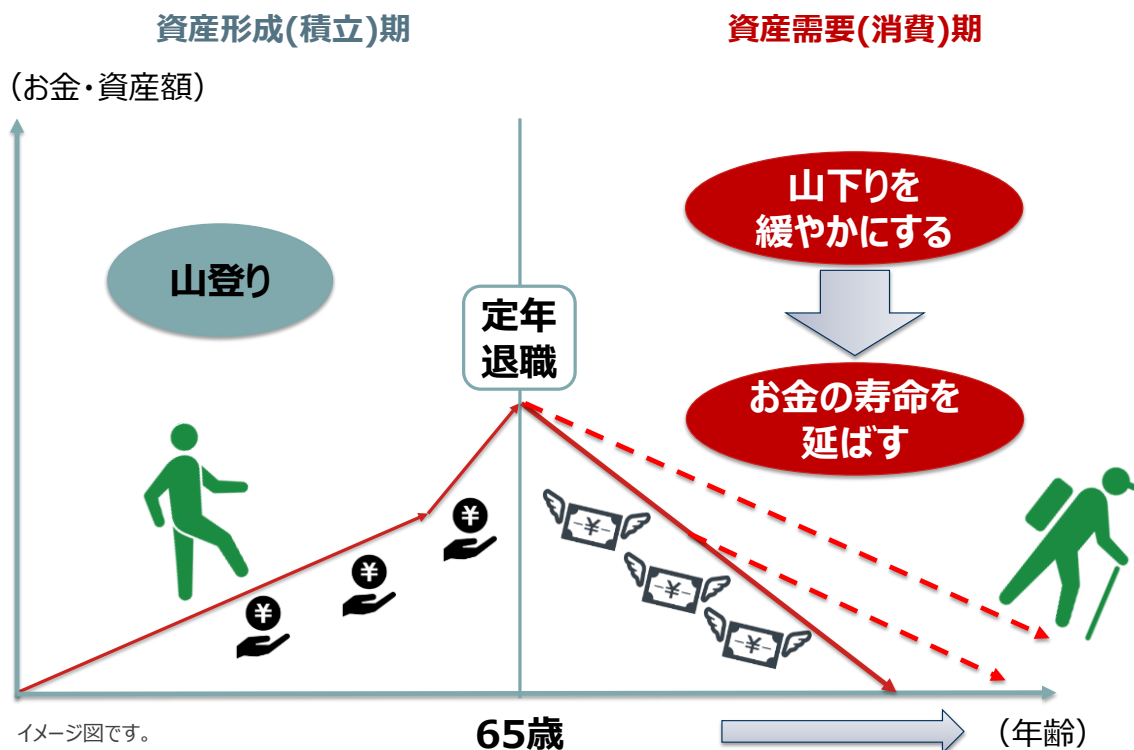 資産形成(積立)期
資産需要(消費)期
（お金・資産額）
山下りを
緩やかにする
山登り
定年
退職
お金の寿命を
延ばす
¥
¥
¥
¥
¥
¥
イメージ図です。
65歳
（年齢）